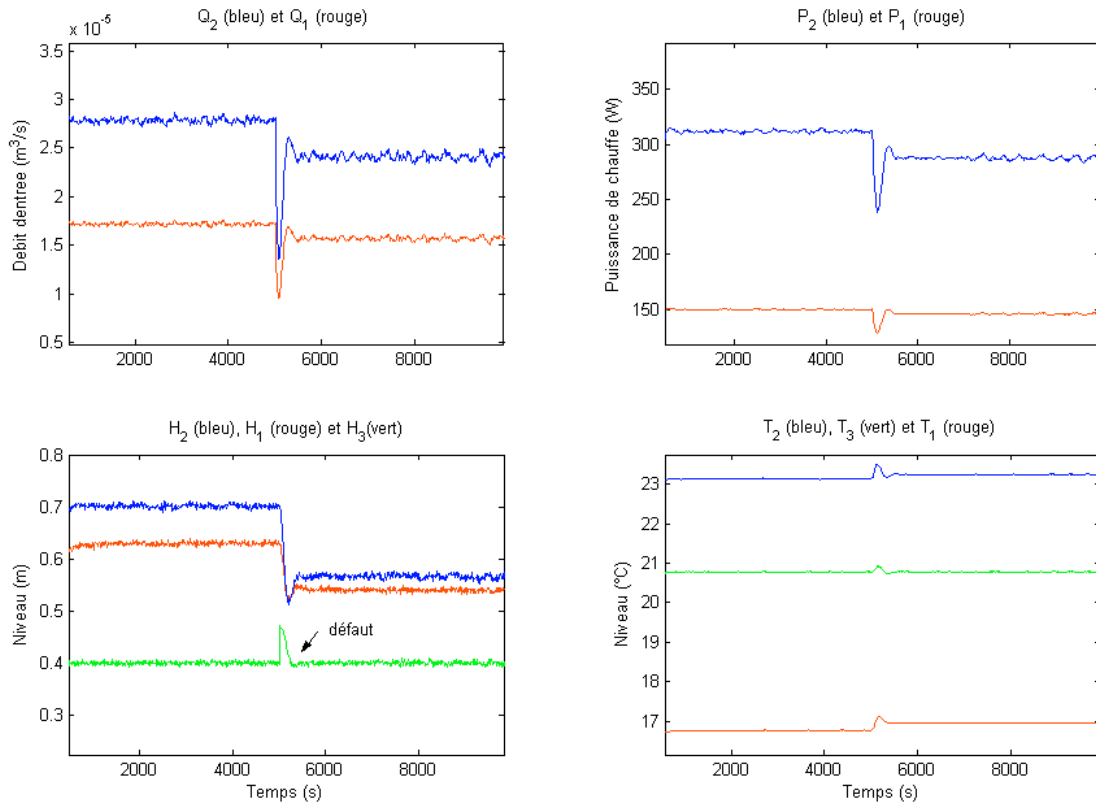 Q2 (bleu) et Q1 (rouge)
x 10-5
3.5
3
2.5
2
1.5
1
0.5
Debit dentree (m3/s)
2000 4000 6000 8000
P2 (bleu) et P1 (rouge)
350
300
250
200
150
Puissance de chauffe (W)
2000 4000 6000 8000
H2 (bleu), H1 (rouge) et H3(vert)
0.8
0.7
0.6
0.5
0.4
0.3
Niveau (m)
défaut
2000 4000 6000 8000
Temps (s)
T2 (bleu), T3 (vert) et T1 (rouge)
23
22
21
20
19
18
17
Niveau (°C)
2000 4000 6000 8000
Temps (s)